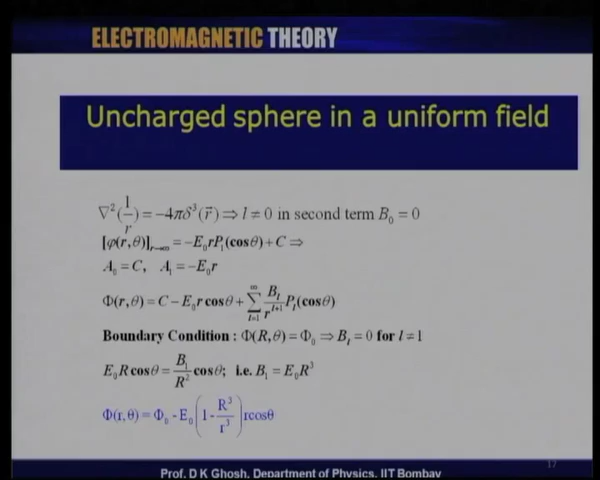 ELECTROMAGNETIC THEORY
Uncharged sphere in a uniform field
∇²(1/r) = −4πδ³(r⃗) ⇒ l ≠ 0 in second term B₀ = 0
[φ(r,θ)]ᵣ→∞ = −E₀rP₁(cosθ) + C ⇒
A₀ = C, A₁ = −E₀r
Φ(r,θ) = C − E₀r cosθ + ∑_{l=1}^{∞} B_l/r^{l+1} P_l(cosθ)
Boundary Condition : Φ(R,θ) = Φ₀ ⇒ B_l = 0 for l ≠ 1
E₀R cosθ = B₁/R² cosθ; i.e. B₁ = E₀R³
Φ(r,θ) = Φ₀ - E₀(1 - R³/r³)rcosθ
17
Prof. D K Ghosh, Department of Physics, IIT Bombay